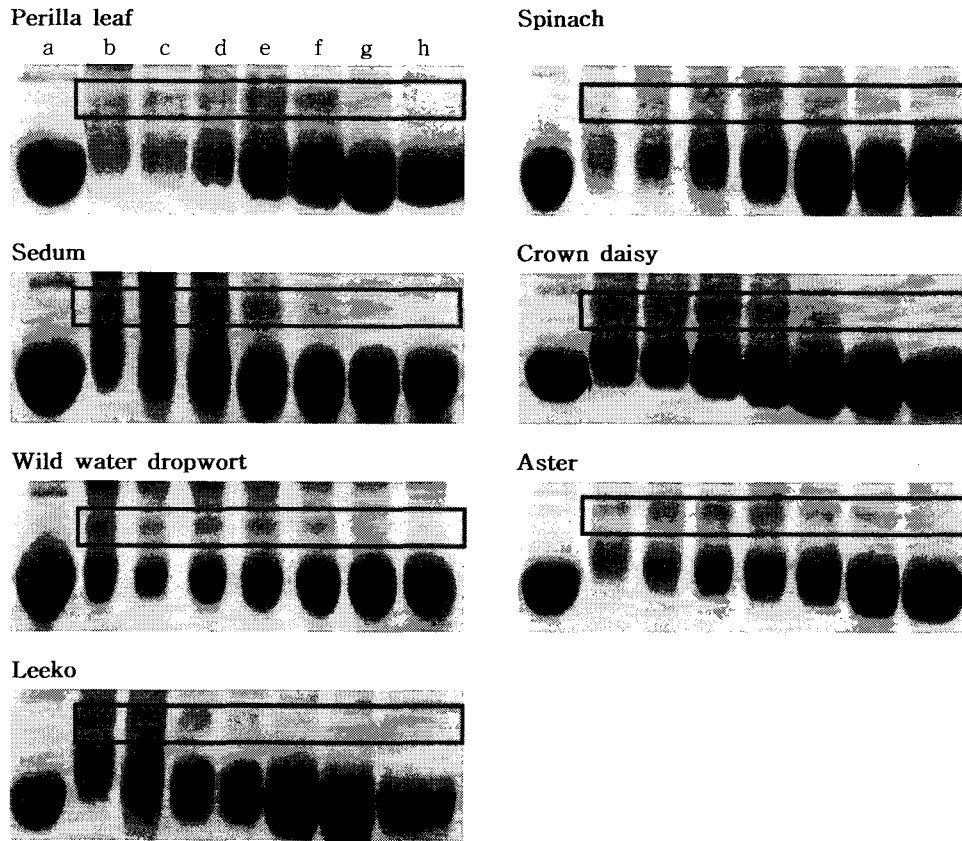 Perilla leaf
a b c d e f g h
Spinach
Sedum
Crown daisy
Wild water dropwort
Aster
Leeko